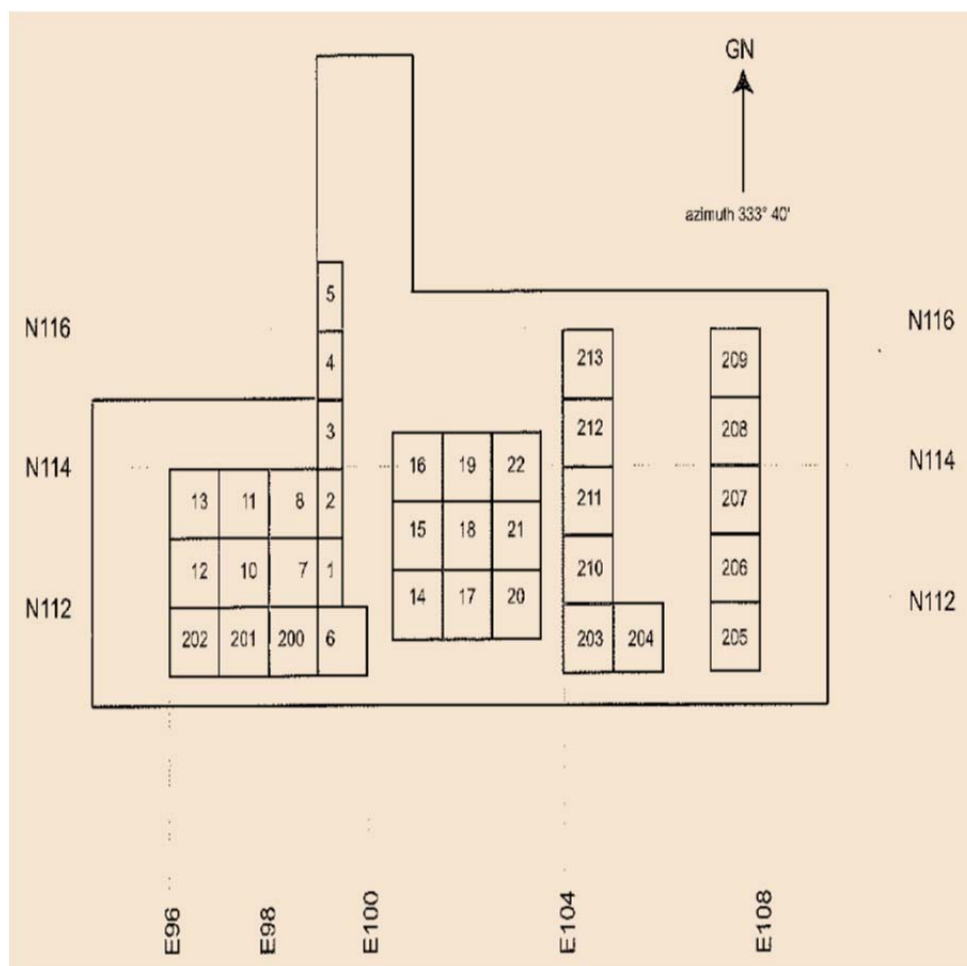 GN
azimuth 333° 40'
5
N116 4 213 209 N116
3 212 208
N114 16 19 22 N114
13 11 8 2 15 18 21 211 207
12 10 7 1 14 17 20 210 206
N112 N112
202 201 200 6 203 204 205
E96 E98 E100 E104 E108